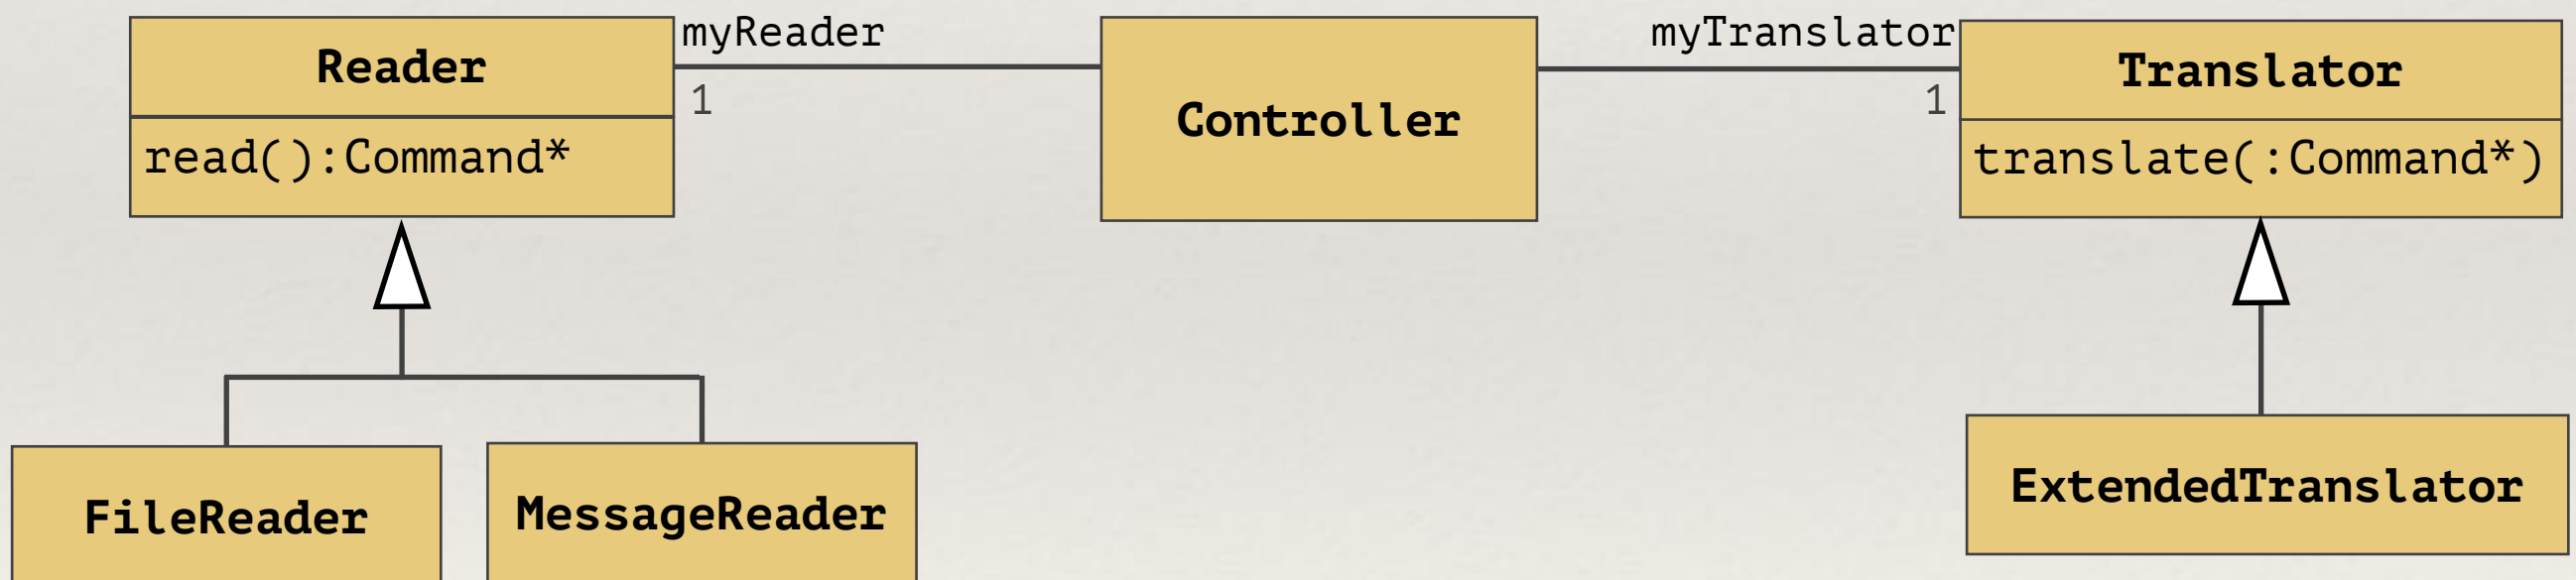 Reader
read():Command*
myReader
1
Controller
myTranslator
1
Translator
translate(:Command*)
FileReader
MessageReader
ExtendedTranslator